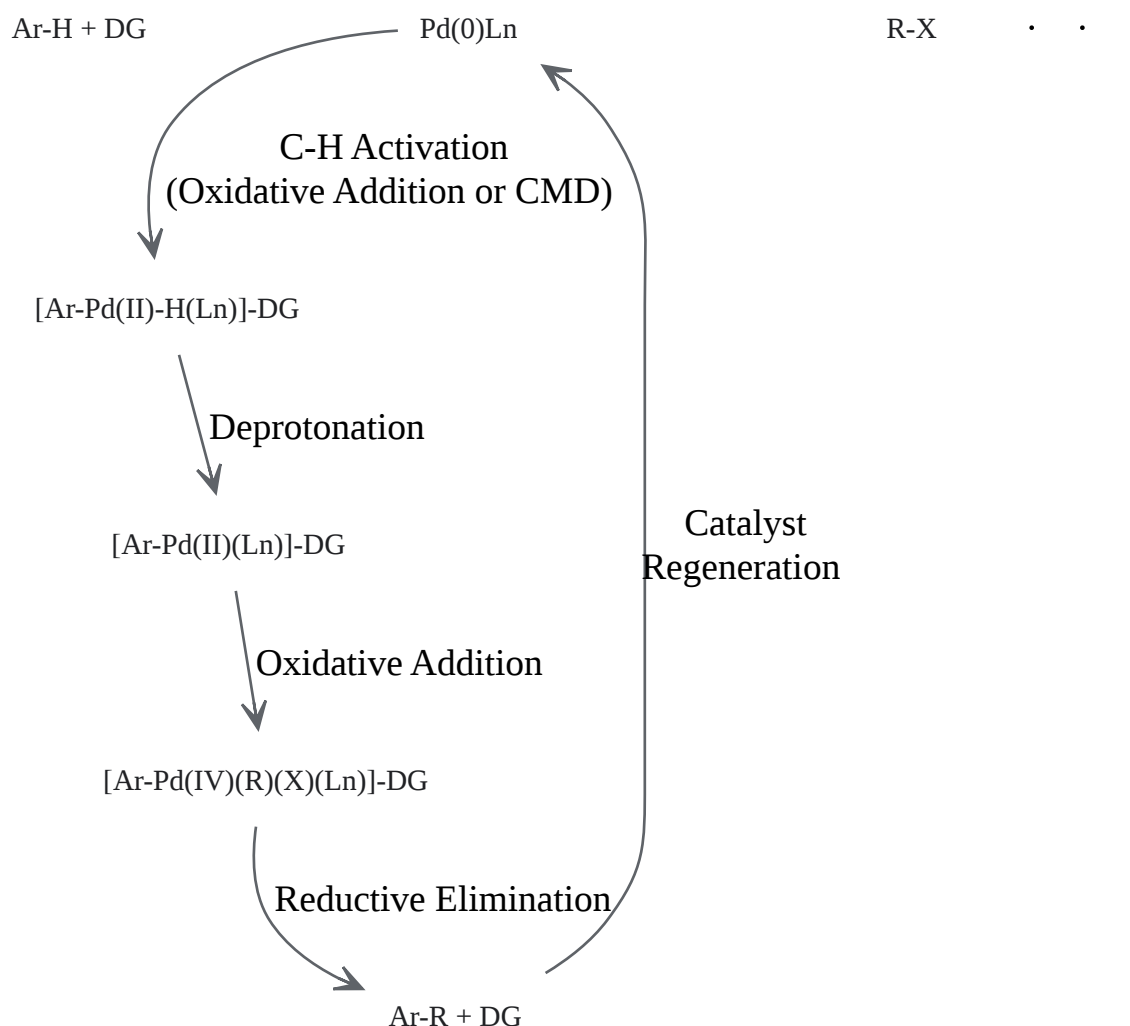 Ar-H + DG
Pd(0)Ln
R-X
C-H Activation
(Oxidative Addition or CMD)
[Ar-Pd(II)-H(Ln)]-DG
Deprotonation
Catalyst
Regeneration
[Ar-Pd(II)(Ln)]-DG
Oxidative Addition
[Ar-Pd(IV)(R)(X)(Ln)]-DG
Reductive Elimination
Ar-R + DG